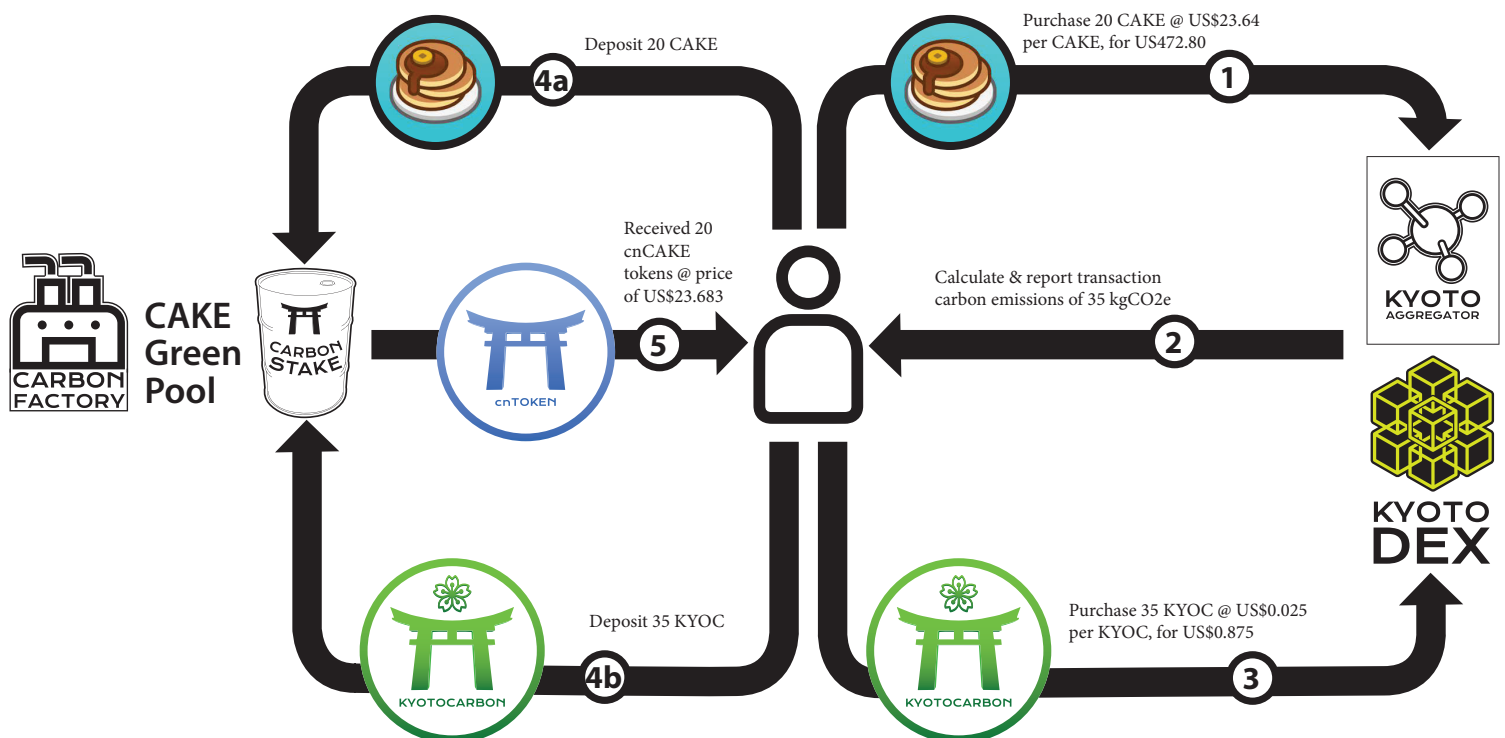 Deposit 20 CAKE
4a
Purchase 20 CAKE @ US$23.64
per CAKE, for US472.80
1
KYOTO
AGGREGATOR
Received 20
cnCAKE
tokens @ price
of US$23.683
Calculate & report transaction
carbon emissions of 35 kgCO2e
CARBON
FACTORY
CAKE
Green
Pool
CARBON
STAKE
cnTOKEN
5
2
KYOTO
DEX
Deposit 35 KYOC
4b
KYOTOCARBON
Purchase 35 KYOC @ US$0.025
per KYOC, for US$0.875
3
KYOTOCARBON